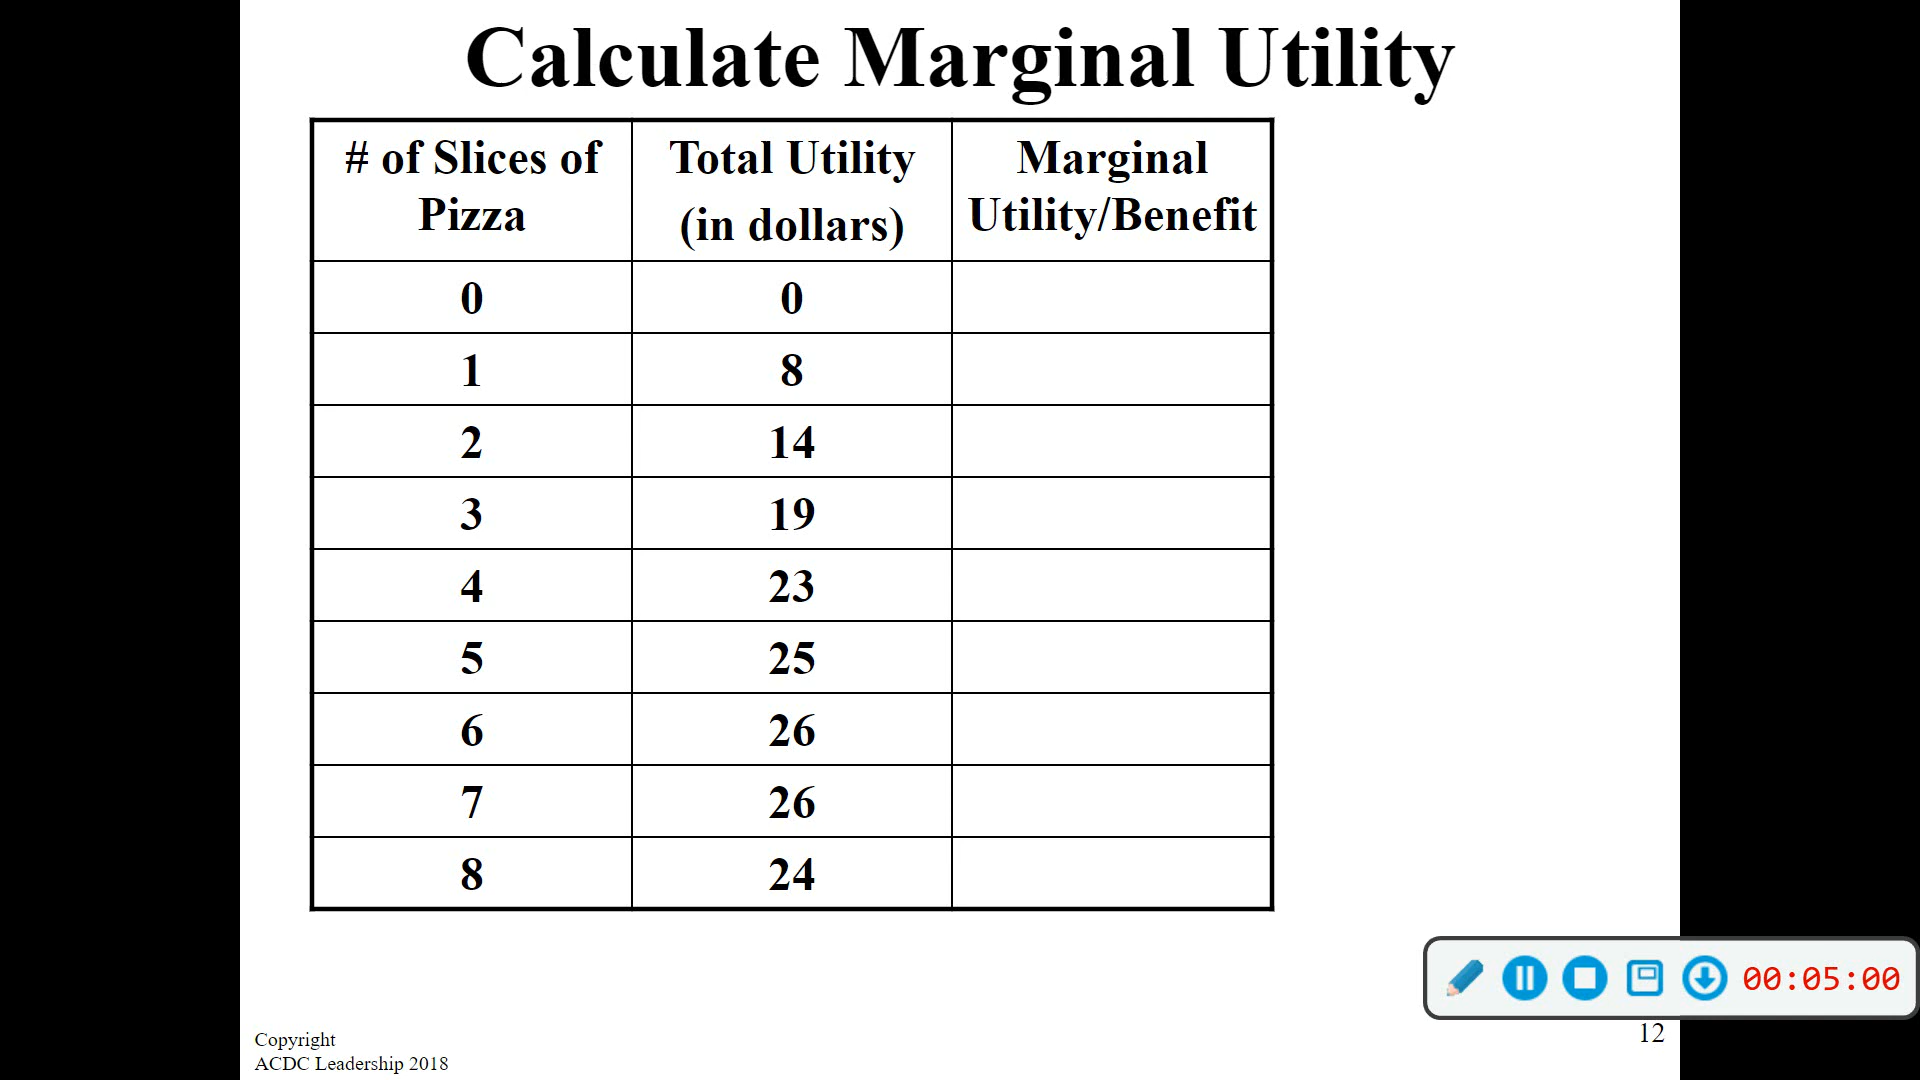 Calculate Marginal Utility
# of Slices of
Pizza
Total Utility
(in dollars)
Marginal
Utility/Benefit
0 0
1 8
2 14
3 19
4 23
5 25
6 26
7 26
8 24
00:05:00
12
Copyright
ACDC Leadership 2018